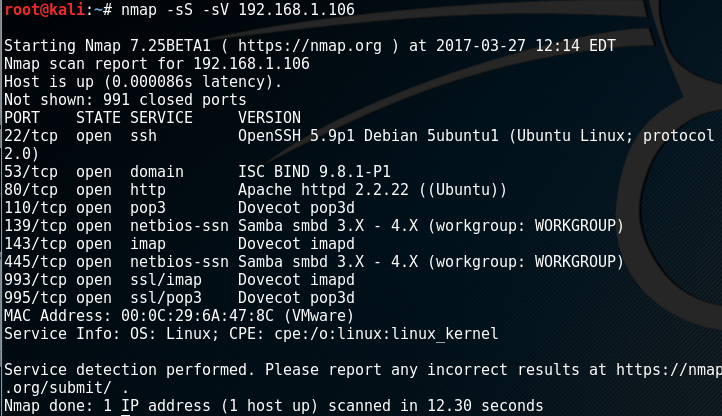 root@kali:~# nmap -sS -sV 192.168.1.106
Starting Nmap 7.25BETA1 ( https://nmap.org ) at 2017-03-27 12:14 EDT
Nmap scan report for 192.168.1.106
Host is up (0.000086s latency).
Not shown: 991 closed ports
PORT    STATE SERVICE     VERSION
22/tcp  open  ssh         OpenSSH 5.9p1 Debian 5ubuntu1 (Ubuntu Linux; protocol
2.0)
53/tcp  open  domain      ISC BIND 9.8.1-P1
80/tcp  open  http        Apache httpd 2.2.22 ((Ubuntu))
110/tcp open  pop3        Dovecot pop3d
139/tcp open  netbios-ssn Samba smbd 3.X - 4.X (workgroup: WORKGROUP)
143/tcp open  imap        Dovecot imapd
445/tcp open  netbios-ssn Samba smbd 3.X - 4.X (workgroup: WORKGROUP)
993/tcp open  ssl/imap    Dovecot imapd
995/tcp open  ssl/pop3    Dovecot pop3d
MAC Address: 00:0C:29:6A:47:8C (VMware)
Service Info: OS: Linux; CPE: cpe:/o:linux:linux_kernel
Service detection performed. Please report any incorrect results at https://nmap
.org/submit/ .
Nmap done: 1 IP address (1 host up) scanned in 12.30 seconds